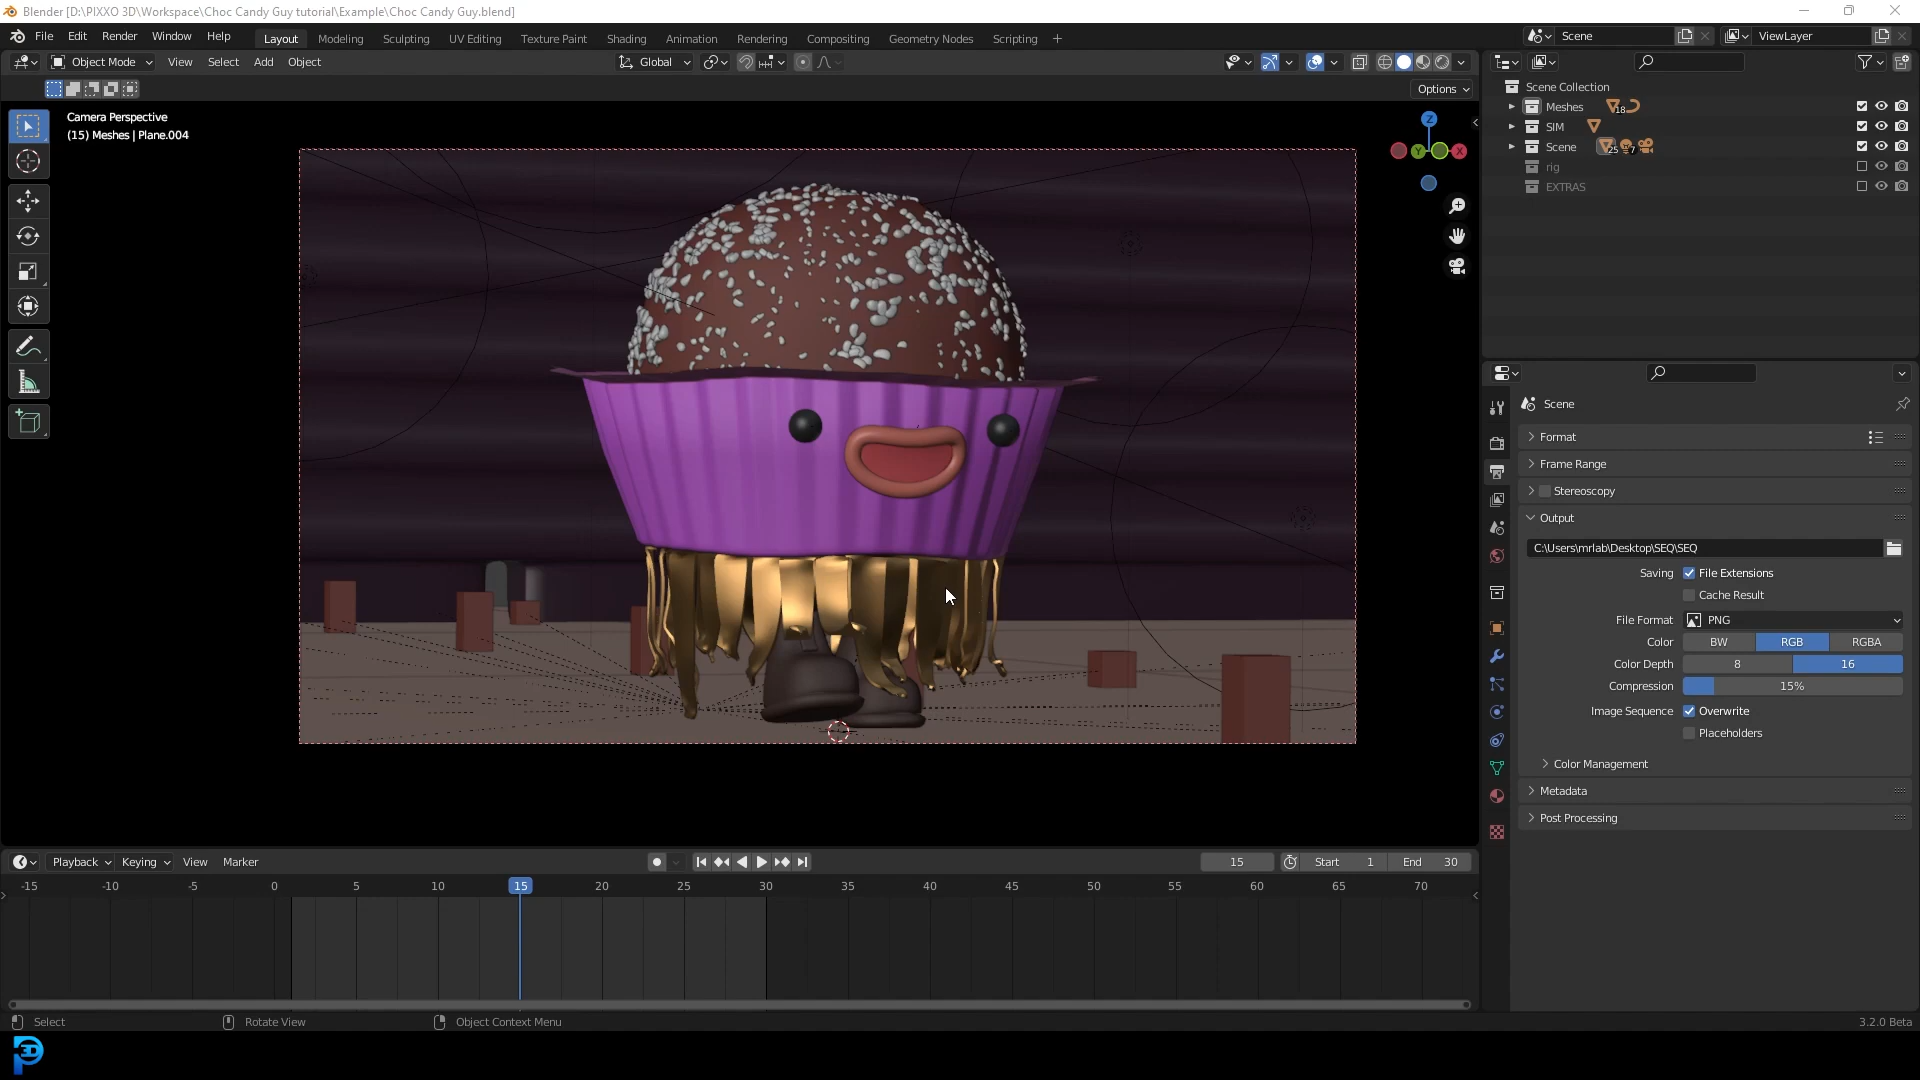 Blender [D:\PIXXO 3D\Workspace\Choc Candy Guy tutorial\Example\Choc Candy Guy.blend]
File Edit Render Window Help Layout Modeling Sculpting UV Editing Texture Paint Shading Animation Rendering Compositing Geometry Nodes Scripting + Scene ViewLayer
Object Mode View Select Add Object Global
Options
Camera Perspective
(15) Meshes | Plane.004
Z
Y X
Scene Collection
Meshes 18
SIM
Scene 25 7
rig
EXTRAS
Scene
Format
Frame Range
Stereoscopy
Output
C:\Users\mrlab\Desktop\SEQ\SEQ
Saving File Extensions
Cache Result
File Format PNG
Color BW RGB RGBA
Color Depth 8 16
Compression 15%
Image Sequence Overwrite
Placeholders
Color Management
Metadata
Post Processing
Playback Keying View Marker 15 Start 1 End 30
-15 -10 -5 0 5 10 15 20 25 30 35 40 45 50 55 60 65 70
Select Rotate View Object Context Menu 3.2.0 Beta
P3D